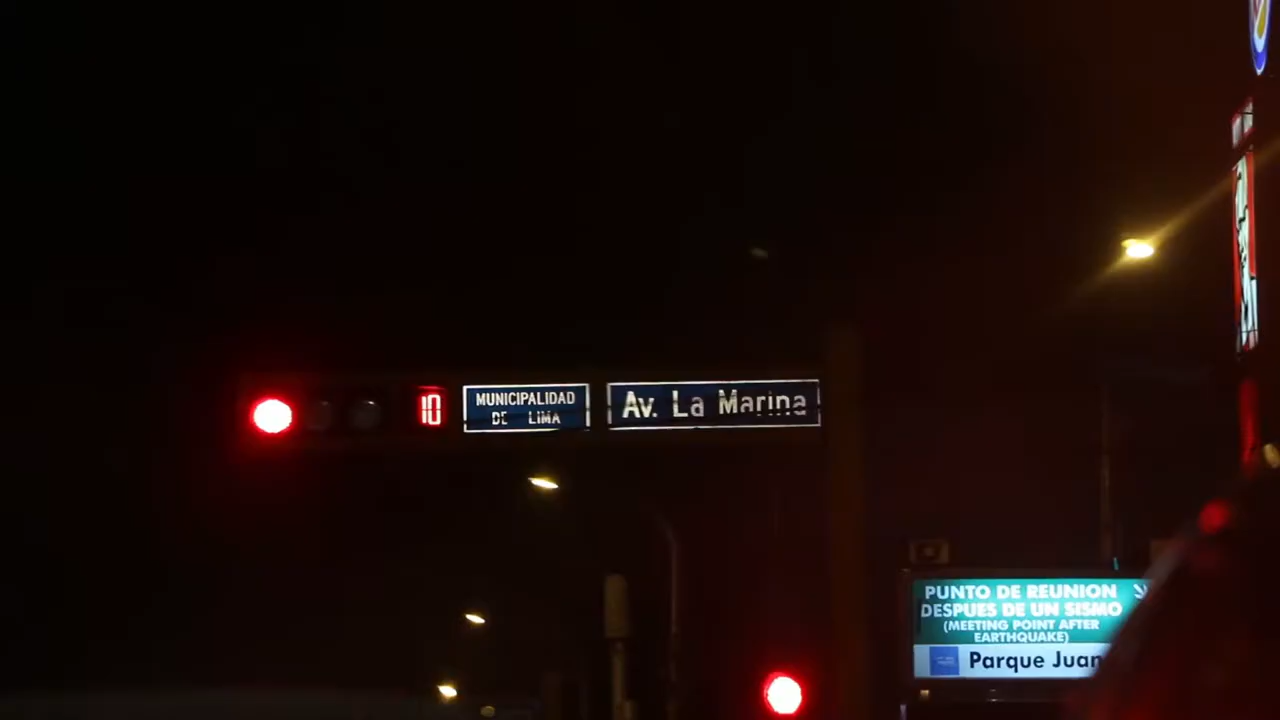 10
MUNICIPALIDAD
DE LIMA
Av. La Marina
PUNTO DE REUNION
DESPUES DE UN SISMO
(MEETING POINT AFTER
EARTHQUAKE)
Parque Juan